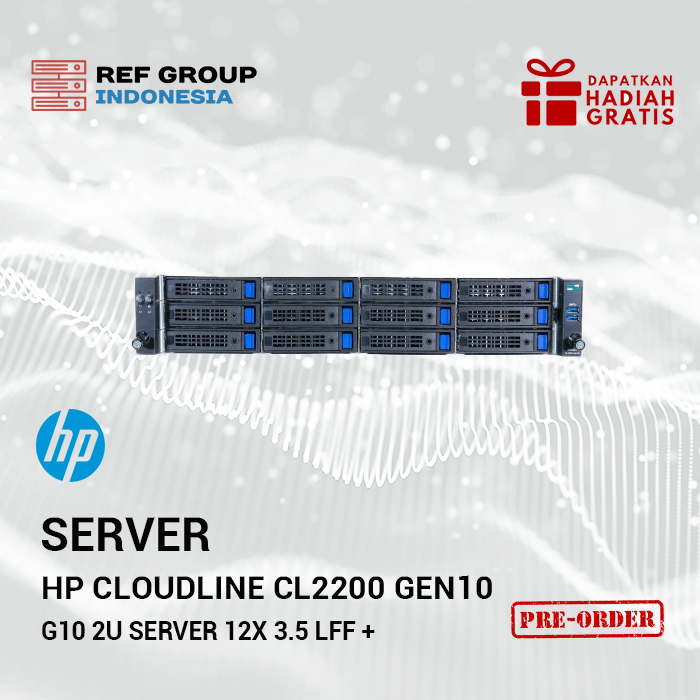 REF GROUP
INDONESIA
DAPATKAN
HADIAH
GRATIS
hp
SERVER
HP CLOUDLINE CL2200 GEN10
G10 2U SERVER 12X 3.5 LFF +
PRE-ORDER